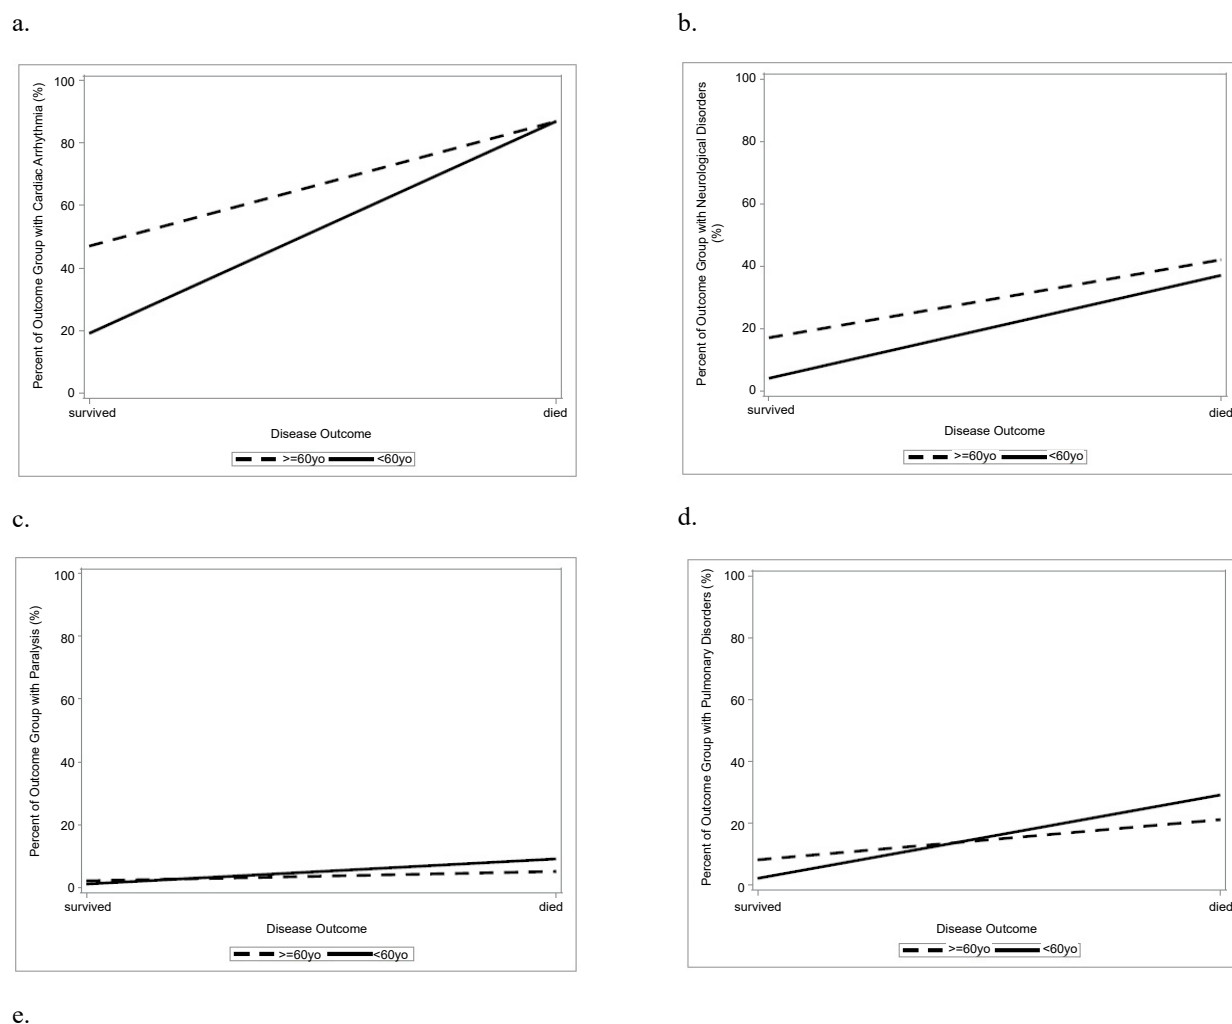 a.
Percent of Outcome Group with Cardiac Arrhythmia (%)
100
80
60
40
20
0
survived
died
Disease Outcome
>=60yo
<60yo
b.
Percent of Outcome Group with Neurological Disorders
(%)
100
80
60
40
20
0
survived
died
Disease Outcome
>=60yo
<60yo
c.
Percent of Outcome Group with Paralysis (%)
100
80
60
40
20
0
survived
died
Disease Outcome
>=60yo
<60yo
d.
Percent of Outcome Group with Pulmonary Disorders (%)
100
80
60
40
20
0
survived
died
Disease Outcome
>=60yo
<60yo
e.